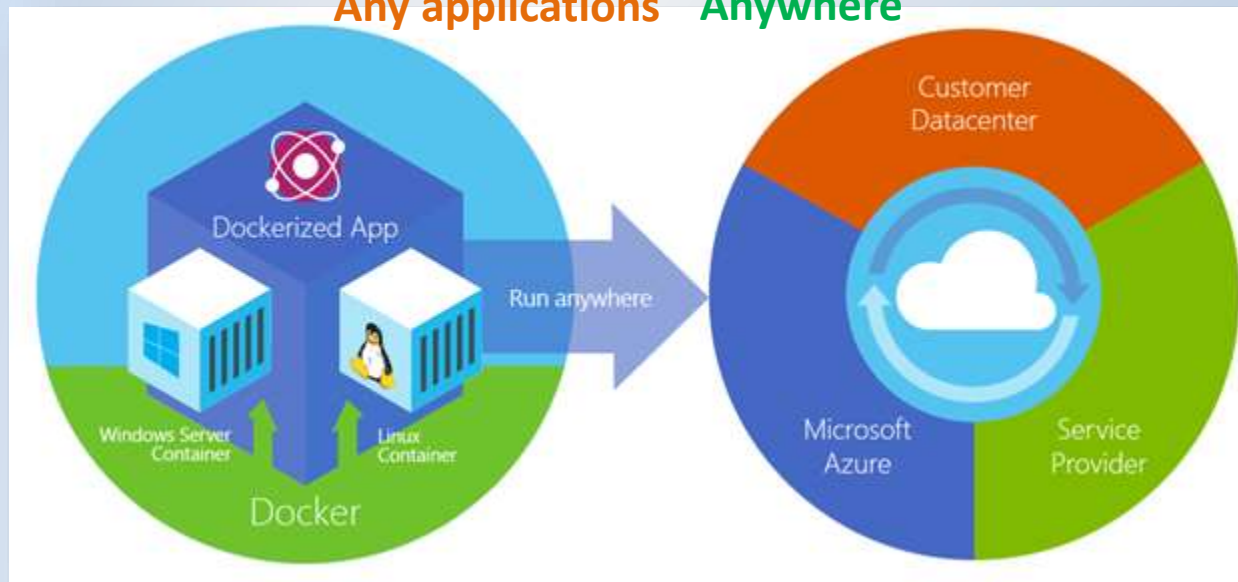 Any applications Anywhere
Customer
Datacenter
Dockerized App
Run anywhere
Windows Server
Container
Linux
Container
Microsoft
Azure
Service
Provider
Docker